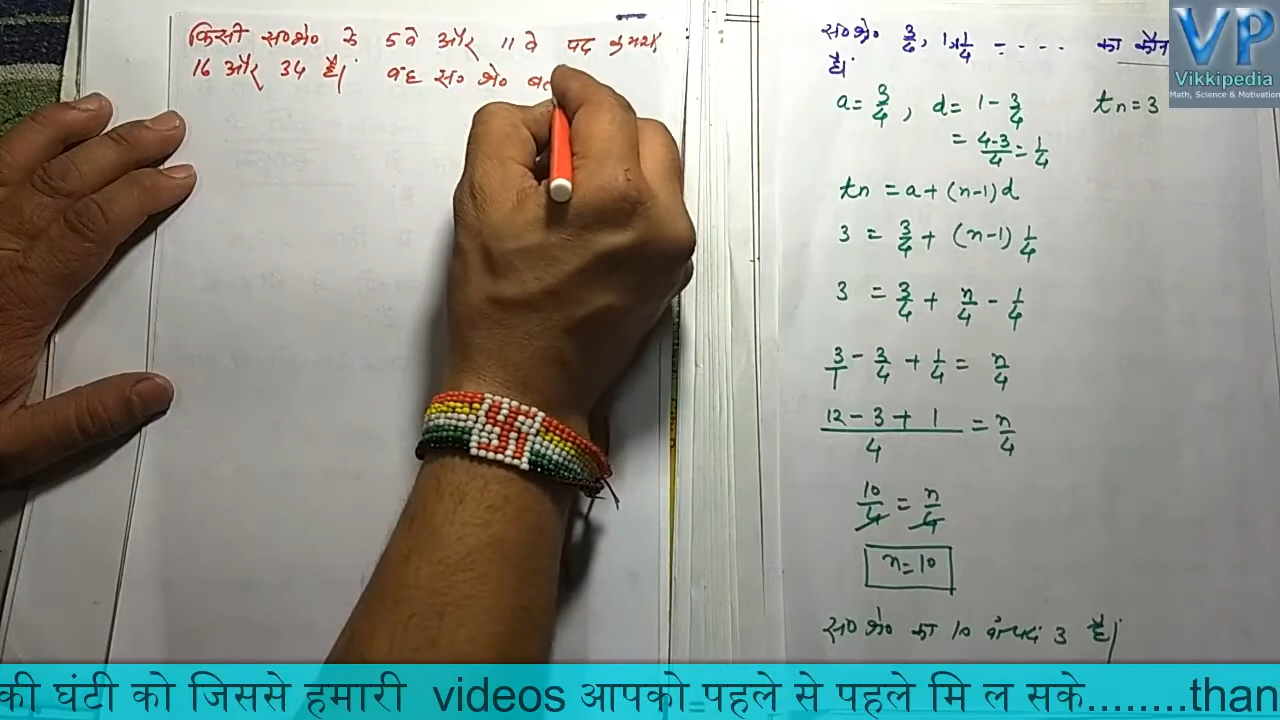 किसी स०श्रे० के 5 वे और 11 वे पद क्रमशः
16 और 34 है। वह स० श्रे० बत
स०श्रे० 3/4, 1, 1 1/4 ---- का कौन
है।
a = 3/4, d = 1 - 3/4 tn = 3
= 4-3/4 = 1/4
tn = a + (n-1) d
3 = 3/4 + (n-1) 1/4
3 = 3/4 + n/4 - 1/4
3/1 - 3/4 + 1/4 = n/4
12 - 3 + 1/4 = n/4
10/4 = n/4
n = 10
स० श्रे० का 10 वां पद 3 है।
VP
Vikkipedia
Math, Science & Motivation
की घंटी को जिससे हमारी videos आपको पहले से पहले मि ल सके........than